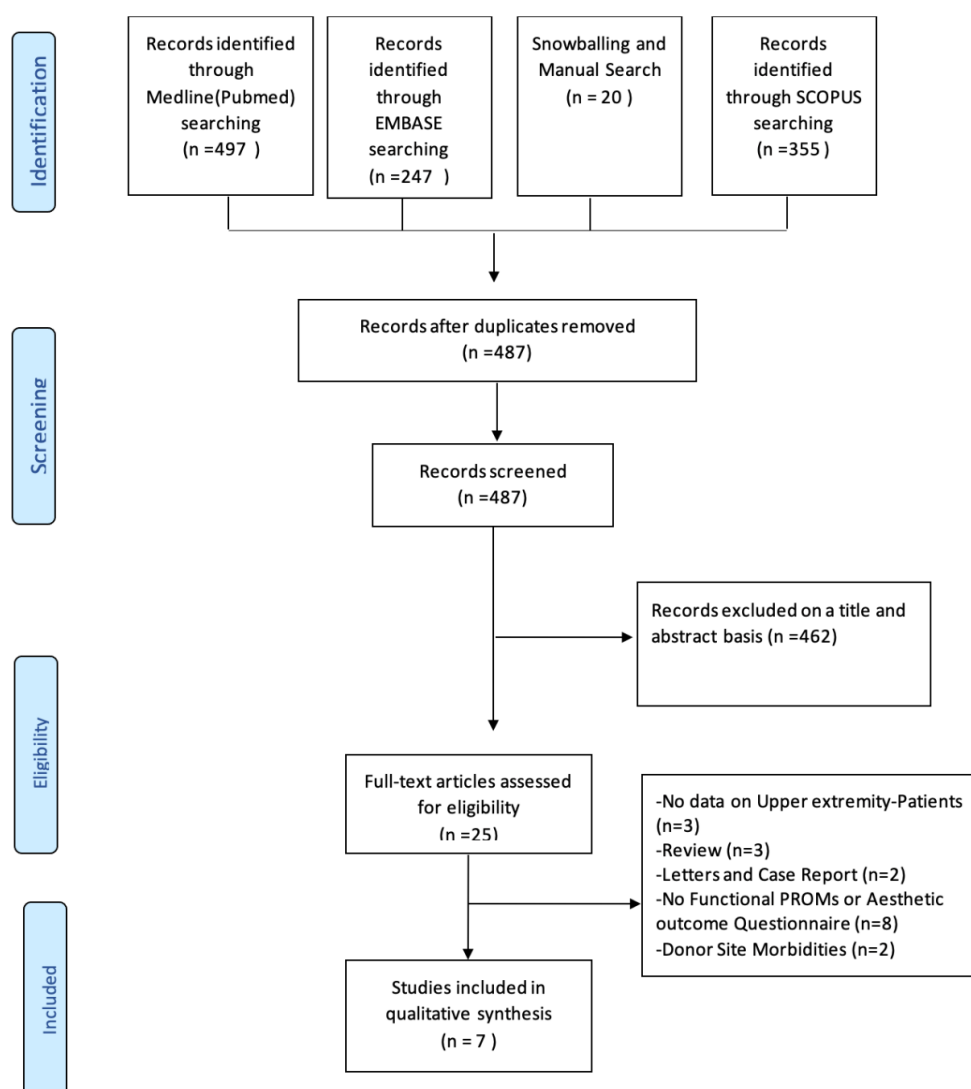 Identification
Records identified
through
Medline(Pubmed)
searching
(n =497 )
Records
identified
through
EMBASE
searching
(n =247 )
Snowballing and
Manual Search
(n = 20 )
Records
identified
through SCOPUS
searching
(n =355 )
Screening
Records after duplicates removed
(n =487)
Records screened
(n =487)
Records excluded on a title and
abstract basis (n =462)
Eligibility
Full-text articles assessed
for eligibility
(n =25)
-No data on Upper extremity-Patients
(n=3)
-Review (n=3)
-Letters and Case Report (n=2)
-No Functional PROMs or Aesthetic
outcome Questionnaire (n=8)
-Donor Site Morbidities (n=2)
Included
Studies included in
qualitative synthesis
(n = 7 )